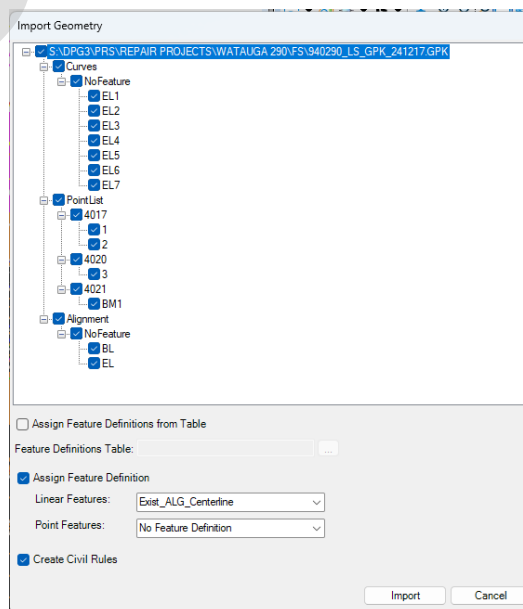 Import Geometry
S:\DPG3\PRS\REPAIR PROJECTS\WATAUGA 290\FS\940290_LS_GPK_241217.GPK
Curves
NoFeature
EL1
EL2
EL3
EL4
EL5
EL6
EL7
PointList
4017
1
2
4020
3
4021
BM1
Alignment
NoFeature
BL
EL
Assign Feature Definitions from Table
Feature Definitions Table:
...
Assign Feature Definition
Linear Features: Exist_ALG_Centerline
Point Features: No Feature Definition
Create Civil Rules
Import Cancel